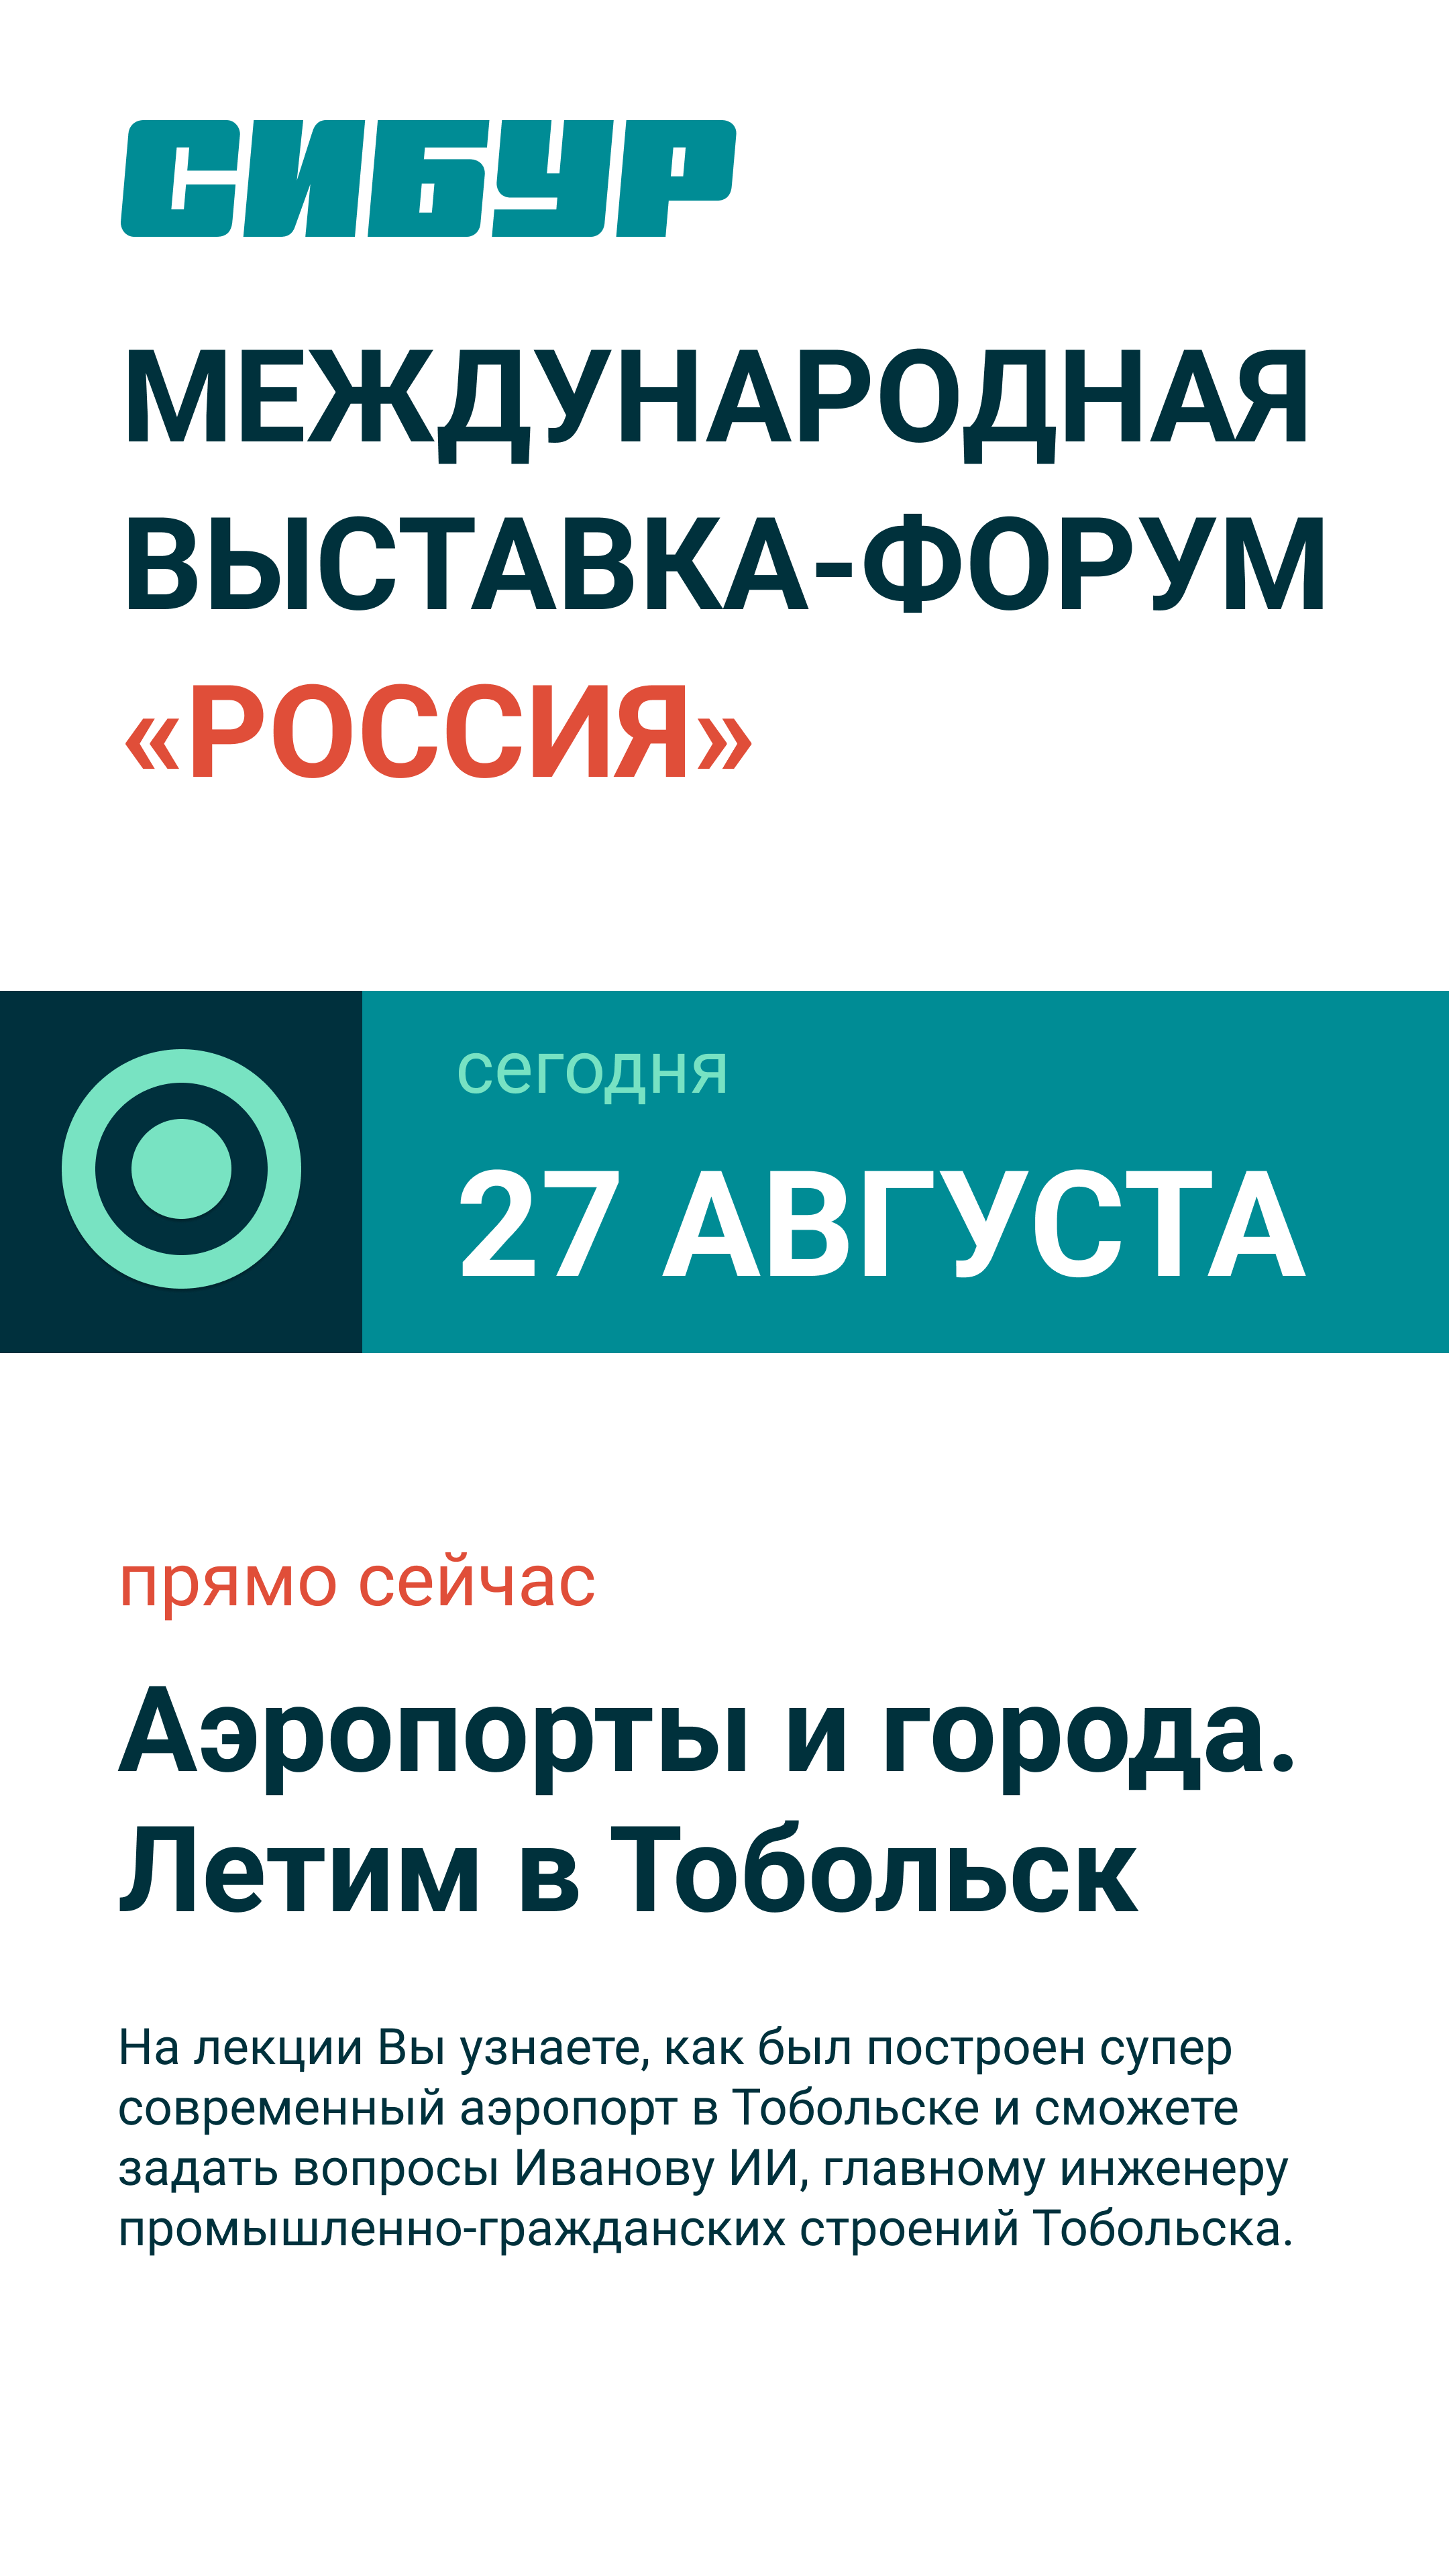 СИБУР
МЕЖДУНАРОДНАЯ
ВЫСТАВКА-ФОРУМ
«РОССИЯ»
сегодня
27 АВГУСТА
прямо сейчас
Аэропорты и города.
Летим в Тобольск
На лекции Вы узнаете, как был построен супер
современный аэропорт в Тобольске и сможете
задать вопросы Иванову ИИ, главному инженеру
промышленно-гражданских строений Тобольска.